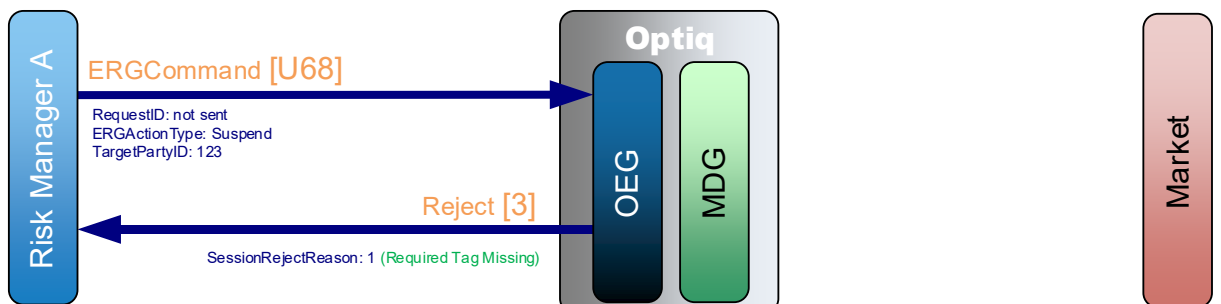 Risk Manager A
ERGCommand [U68]
RequestID: not sent
ERGActionType: Suspend
TargetPartyID: 123
Reject [3]
SessionRejectReason: 1 (Required Tag Missing)
Optiq
OEG
MDG
Market